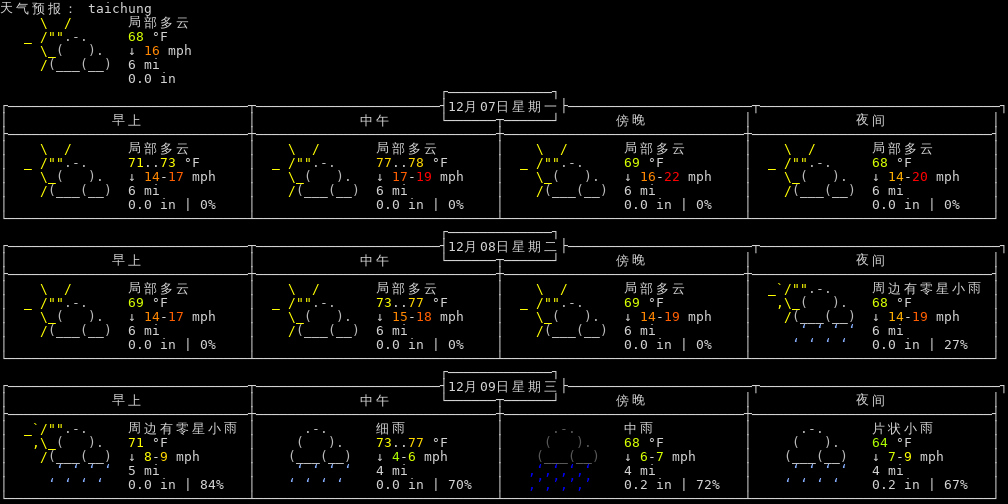 天气预报： taichung
局部多云
68 °F
↓ 16 mph
6 mi
0.0 in
12月07日星期一
早上 中午 傍晚 夜间
局部多云 局部多云 局部多云 局部多云
71..73 °F 77..78 °F 69 °F 68 °F
↓ 14-17 mph ↓ 17-19 mph ↓ 16-22 mph ↓ 14-20 mph
6 mi 6 mi 6 mi 6 mi
0.0 in | 0% 0.0 in | 0% 0.0 in | 0% 0.0 in | 0%
12月08日星期二
早上 中午 傍晚 夜间
局部多云 局部多云 局部多云 周边有零星小雨
69 °F 73..77 °F 69 °F 68 °F
↓ 14-17 mph ↓ 15-18 mph ↓ 14-19 mph ↓ 14-19 mph
6 mi 6 mi 6 mi 6 mi
0.0 in | 0% 0.0 in | 0% 0.0 in | 0% 0.0 in | 27%
12月09日星期三
早上 中午 傍晚 夜间
周边有零星小雨 细雨 中雨 片状小雨
71 °F 73..77 °F 68 °F 64 °F
↓ 8-9 mph ↓ 4-6 mph ↓ 6-7 mph ↓ 7-9 mph
5 mi 4 mi 4 mi 4 mi
0.0 in | 84% 0.0 in | 70% 0.2 in | 72% 0.2 in | 67%